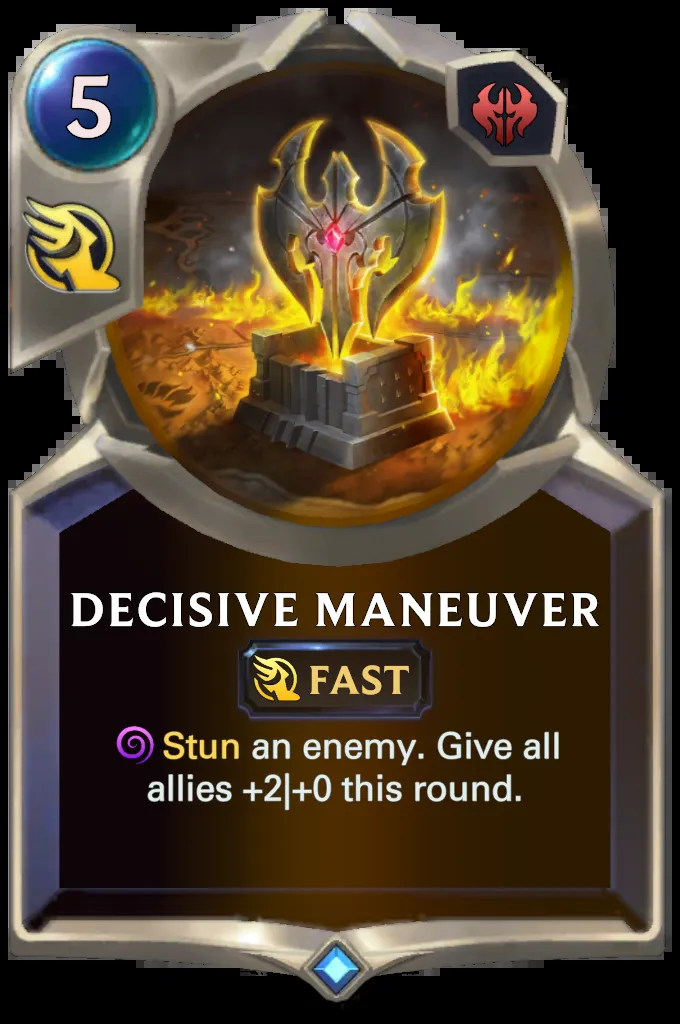 5
DECISIVE MANEUVER
FAST
Stun an enemy. Give all
allies +2|+0 this round.